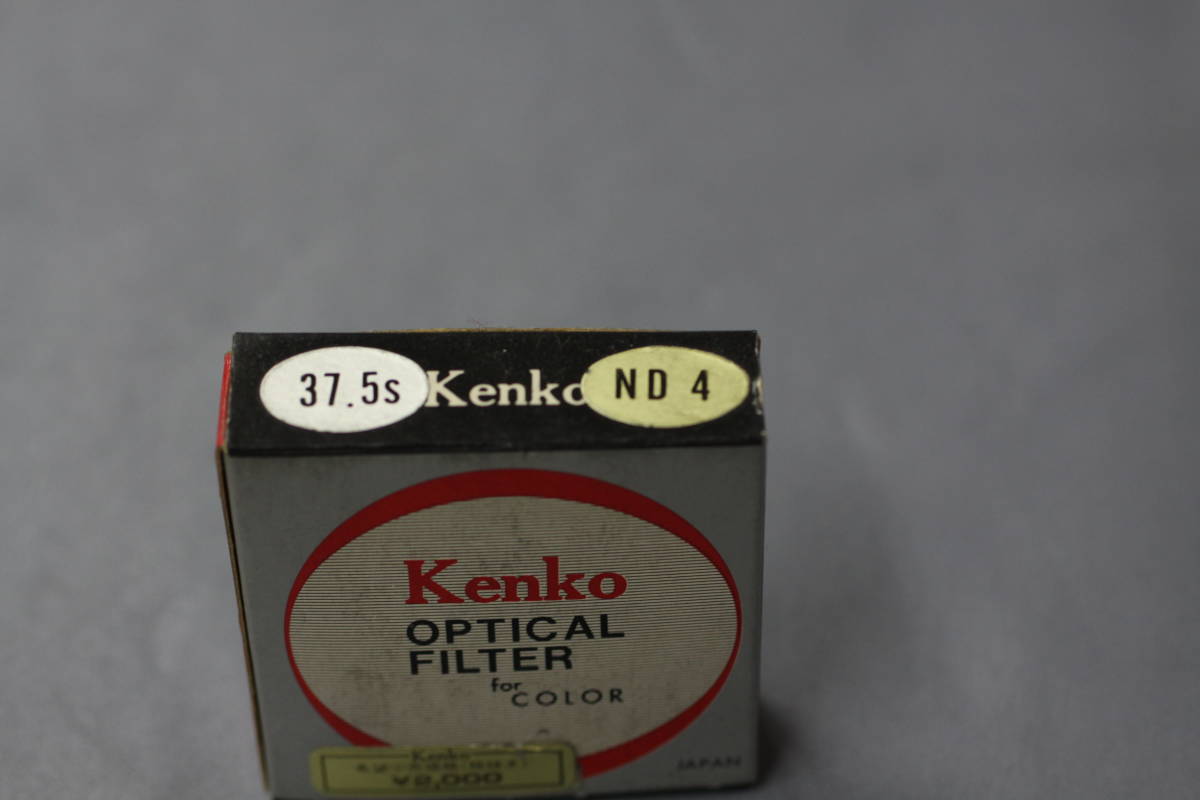 37.5s Kenko ND 4
Kenko
OPTICAL
FILTER
for
COLOR
Kenko
¥2,000
JAPAN